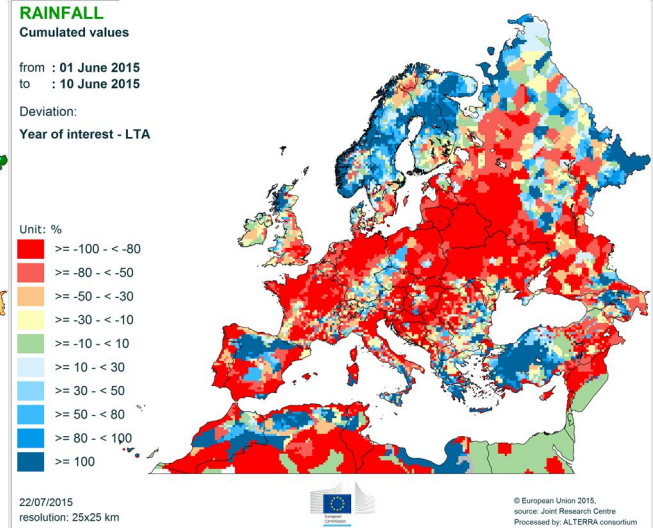 RAINFALL
Cumulated values
from : 01 June 2015
to : 10 June 2015
Deviation:
Year of interest - LTA
Unit: %
>= -100 - < -80
>= -80 - < -50
>= -50 - < -30
>= -30 - < -10
>= -10 - < 10
>= 10 - < 30
>= 30 - < 50
>= 50 - < 80
>= 80 - < 100
>= 100
22/07/2015
resolution: 25x25 km
European
Commission
© European Union 2015,
source: Joint Research Centre
Processed by: ALTERRA consortium